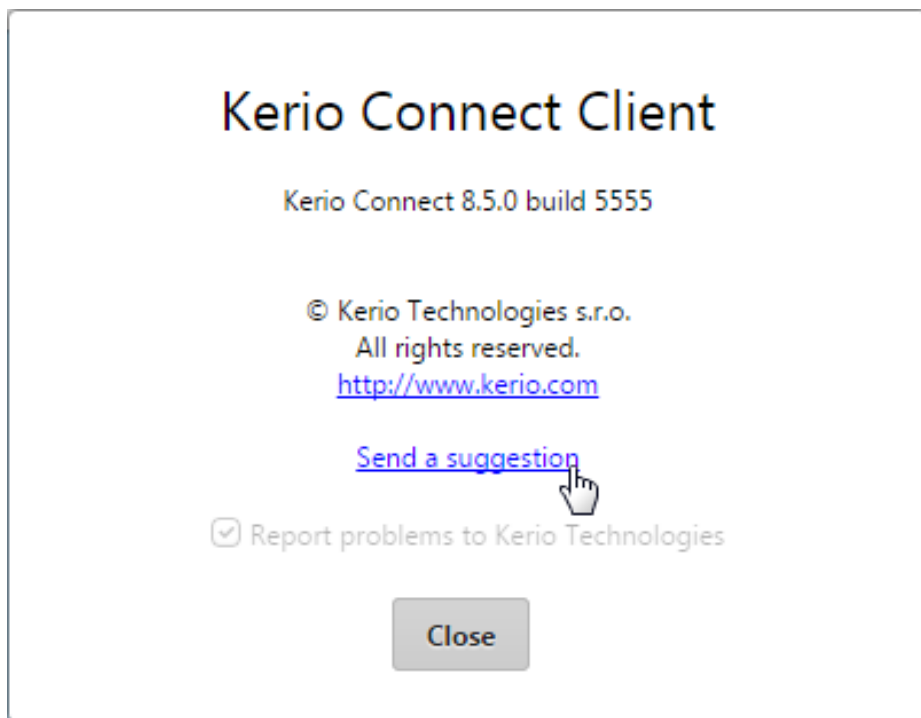 Kerio Connect Client
Kerio Connect 8.5.0 build 5555
© Kerio Technologies s.r.o.
All rights reserved.
http://www.kerio.com
Send a suggestion
Report problems to Kerio Technologies
Close